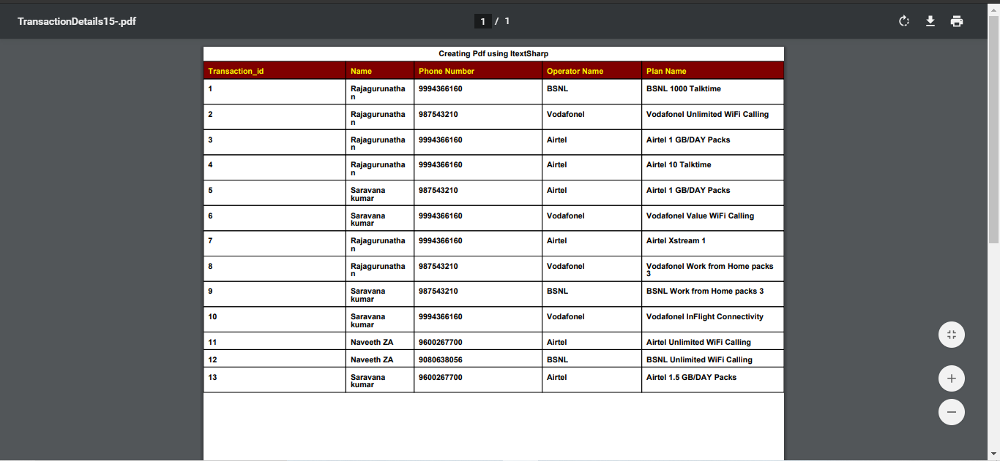 TransactionDetails15-.pdf
1 / 1
Creating Pdf using ItextSharp
Transaction_id Name Phone Number Operator Name Plan Name
1 Rajagurunatha 9994366160 BSNL BSNL 1000 Talktime
n
2 Rajagurunatha 987543210 Vodafonel Vodafonel Unlimited WiFi Calling
n
3 Rajagurunatha 9994366160 Airtel Airtel 1 GB/DAY Packs
n
4 Rajagurunatha 9994366160 Airtel Airtel 10 Talktime
n
5 Saravana 987543210 Airtel Airtel 1 GB/DAY Packs
kumar
6 Saravana 9994366160 Vodafonel Vodafonel Value WiFi Calling
kumar
7 Rajagurunatha 9994366160 Airtel Airtel Xstream 1
n
8 Rajagurunatha 987543210 Vodafonel Vodafonel Work from Home packs
n 3
9 Saravana 987543210 BSNL BSNL Work from Home packs 3
kumar
10 Saravana 9994366160 Vodafonel Vodafonel InFlight Connectivity
kumar
11 Naveeth ZA 9600267700 Airtel Airtel Unlimited WiFi Calling
12 Naveeth ZA 9080638056 BSNL BSNL Unlimited WiFi Calling
13 Saravana 9600267700 Airtel Airtel 1.5 GB/DAY Packs
kumar